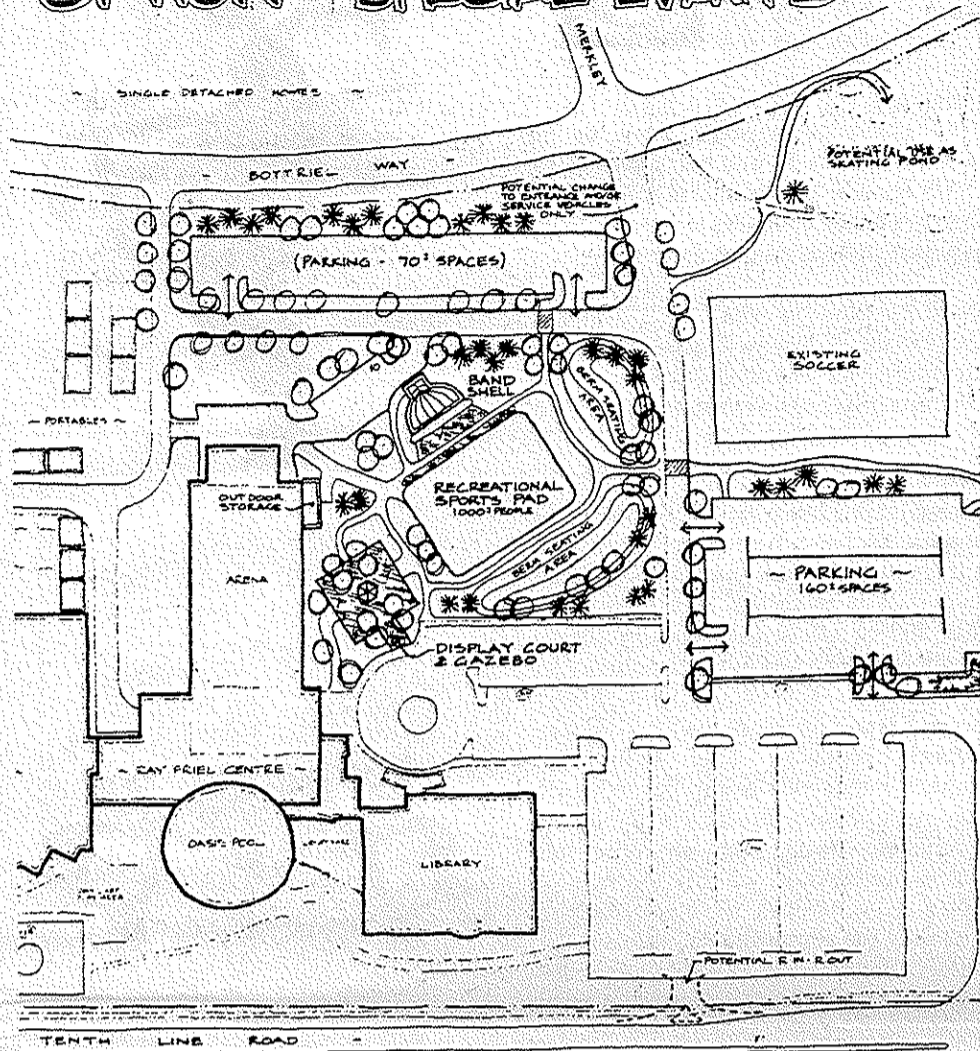 SPECIAL EVENTS
MERKLEY
~ SINGLE DETACHED HOMES ~
BOTTRIEL WAY -
POTENTIAL USE AS
SKATING POND
POTENTIAL CHANGE
TO ENTRANCE AND/OR
SERVICE VEHICLES
ONLY
(PARKING - 70± SPACES)
EXISTING
SOCCER
BAND
SHELL
BERM SEATING
AREA
~ PORTABLES ~
RECREATIONAL
SPORTS PAD
1000± PEOPLE
OUTDOOR
STORAGE
BERM SEATING
AREA
ARENA
~ PARKING ~
160± SPACES
DISPLAY COURT
& GAZEBO
~ RAY FRIEL CENTRE ~
OASIS POOL
LIBRARY
POTENTIAL R IN - R OUT
TENTH LINE ROAD -